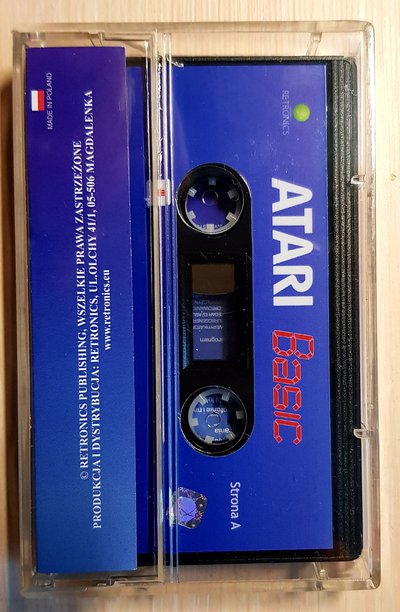 MADE IN POLAND
© RETRONICS PUBLISHING, WSZELKIE PRAWA ZASTRZEŻONE
PRODUKCJA I DYSTRYBUCJA: RETRONICS, UL.OLCHY 41/1, 05-506 MAGDALENKA
www.retronics.eu
RETRONICS
ATARI
Basic
Strona A